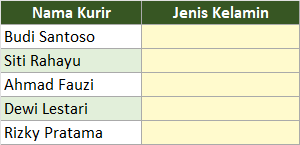 Nama Kurir Jenis Kelamin
Budi Santoso
Siti Rahayu
Ahmad Fauzi
Dewi Lestari
Rizky Pratama